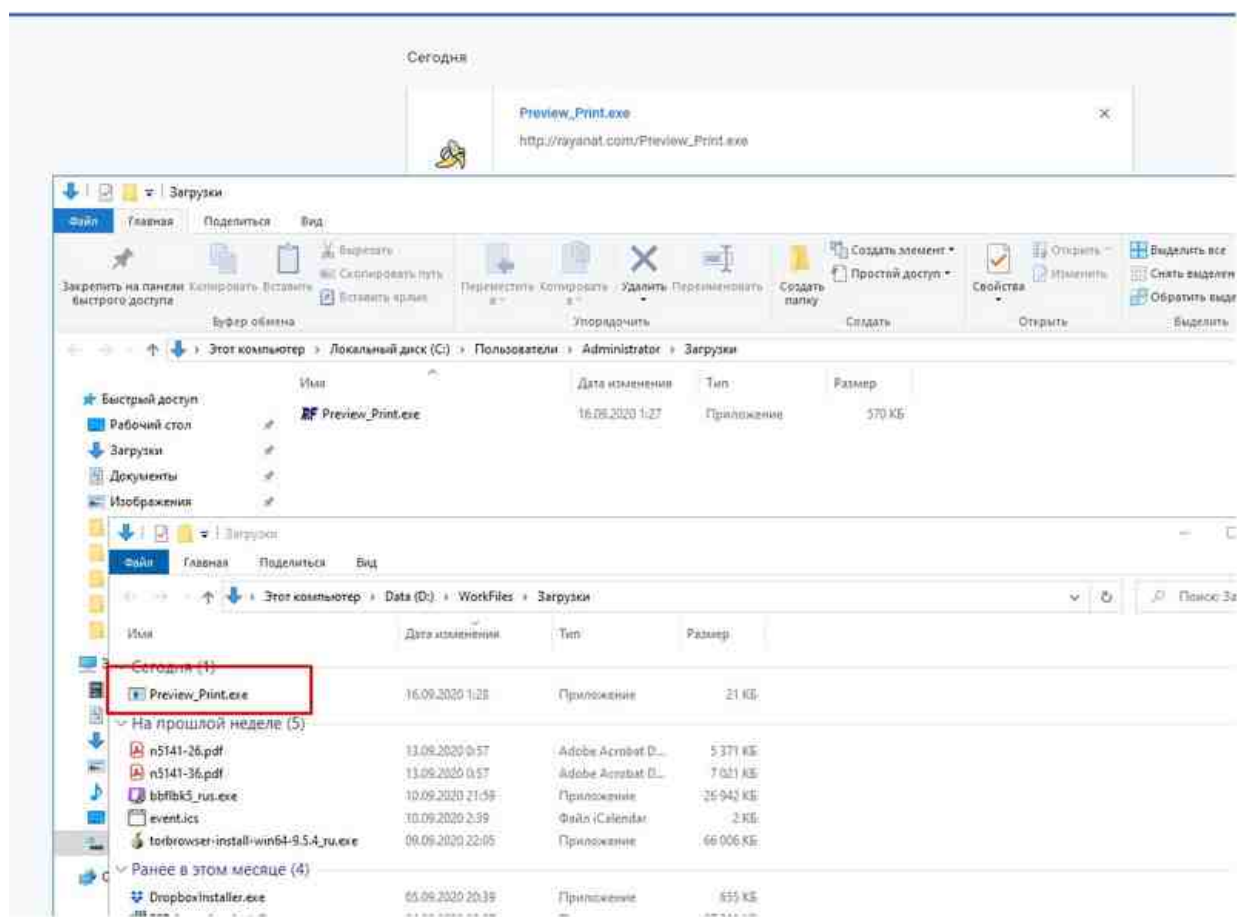 Сегодня
Preview_Print.exe
http://rayanat.com/Preview_Print.exe
Загрузки
Файл Главная Поделиться Вид
Закрепить на панели быстрого доступа
Копировать Вставить
Вырезать
Скопировать путь
Вставить ярлык
Переместить в
Копировать в
Удалить Переименовать
Создать папку
Создать элемент
Простой доступ
Свойства
Открыть
Изменить
Выделить все
Снять выделен
Обратить выде
Буфер обмена Упорядочить Создать Открыть Выделить
Этот компьютер Локальный диск (C:) Пользователи Administrator Загрузки
Имя Дата изменения Тип Размер
Preview_Print.exe 16.09.2020 1:27 Приложение 570 КБ
Быстрый доступ
Рабочий стол
Загрузки
Документы
Изображения
Загрузки
Файл Главная Поделиться Вид
Этот компьютер Data (D:) WorkFiles Загрузки
Поиск: За
Имя Дата изменения Тип Размер
Сегодня (1)
Preview_Print.exe 16.09.2020 1:28 Приложение 21 КБ
На прошлой неделе (5)
n5141-26.pdf 13.09.2020 0:57 Adobe Acrobat D... 5 371 КБ
n5141-36.pdf 13.09.2020 0:57 Adobe Acrobat D... 7 021 КБ
bbflbk5_rus.exe 10.09.2020 21:59 Приложение 26 942 КБ
event.ics 10.09.2020 2:39 Файл iCalendar 2 КБ
torbrowser-install-win64-9.5.4_ru.exe 09.09.2020 22:05 Приложение 66 006 КБ
Ранее в этом месяце (4)
DropboxInstaller.exe 05.09.2020 20:39 Приложение 655 КБ